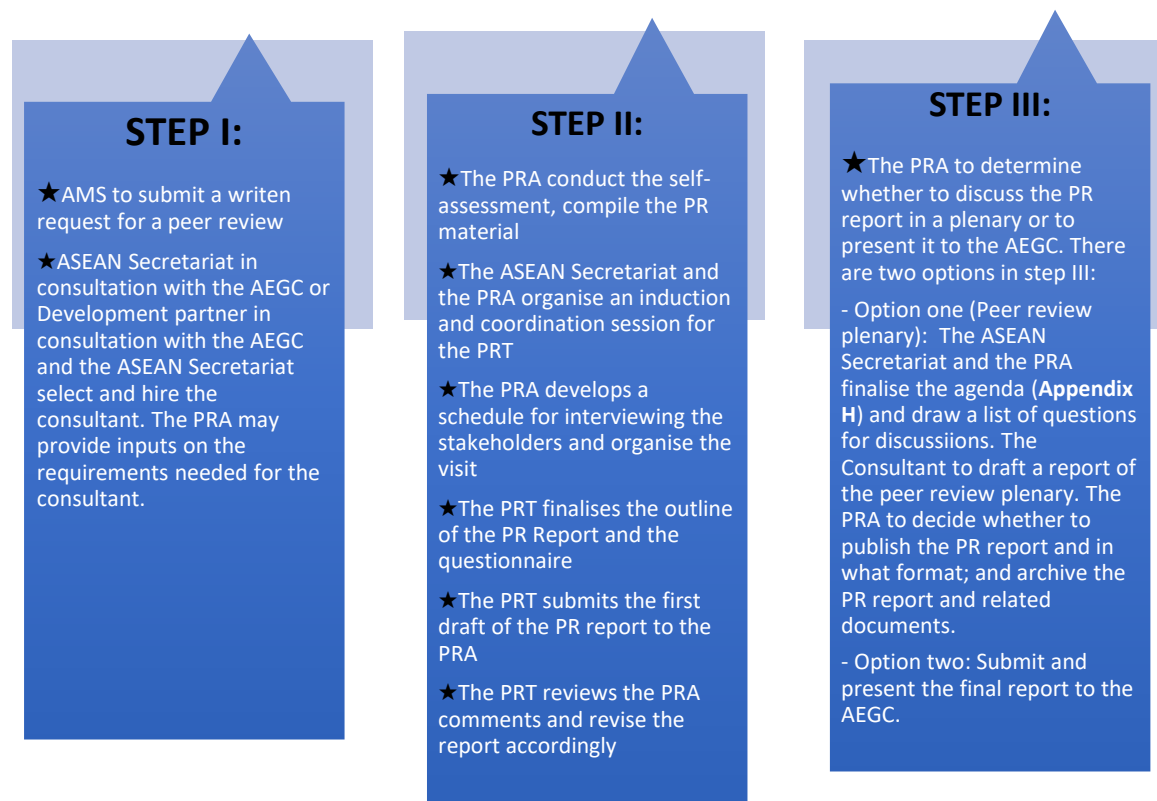 STEP I:
★AMS to submit a writen
request for a peer review
★ASEAN Secretariat in
consultation with the AEGC or
Development partner in
consultation with the AEGC
and the ASEAN Secretariat
select and hire the
consultant. The PRA may
provide inputs on the
requirements needed for the
consultant.
STEP II:
★The PRA conduct the self-
assessment, compile the PR
material
★The ASEAN Secretariat and
the PRA organise an induction
and coordination session for
the PRT
★The PRA develops a
schedule for interviewing the
stakeholders and organise the
visit
★The PRT finalises the outline
of the PR Report and the
questionnaire
★The PRT submits the first
draft of the PR report to the
PRA
★The PRT reviews the PRA
comments and revise the
report accordingly
STEP III:
★The PRA to determine
whether to discuss the PR
report in a plenary or to
present it to the AEGC. There
are two options in step III:
- Option one (Peer review
plenary):  The ASEAN
Secretariat and the PRA
finalise the agenda (Appendix
H) and draw a list of questions
for discussiions. The
Consultant to draft a report of
the peer review plenary. The
PRA to decide whether to
publish the PR report and in
what format; and archive the
PR report and related
documents.
- Option two: Submit and
present the final report to the
AEGC.